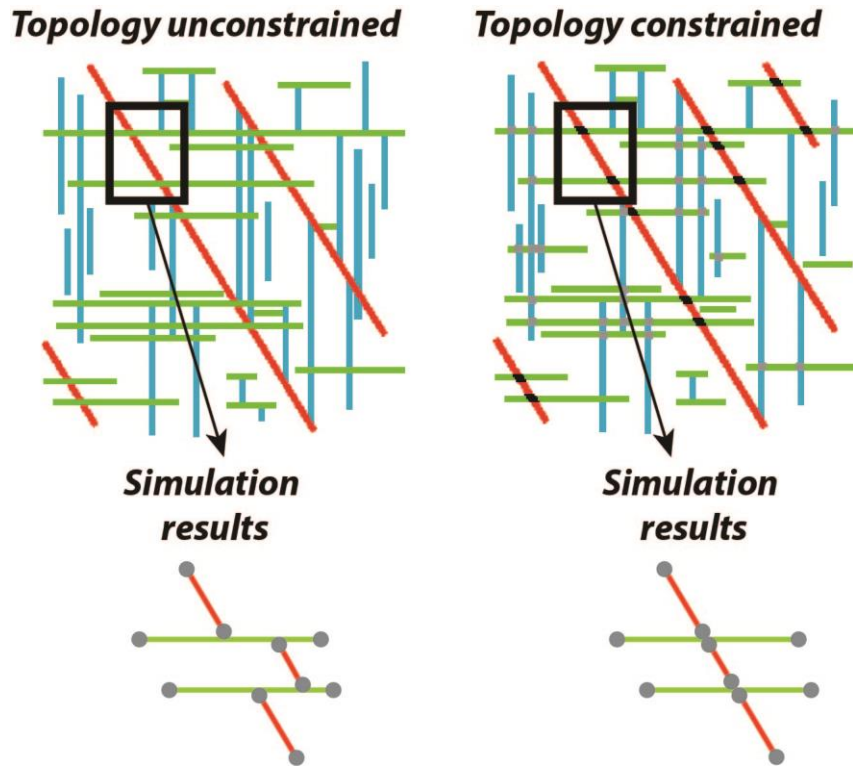 Topology unconstrained
Topology constrained
Simulation
results
Simulation
results